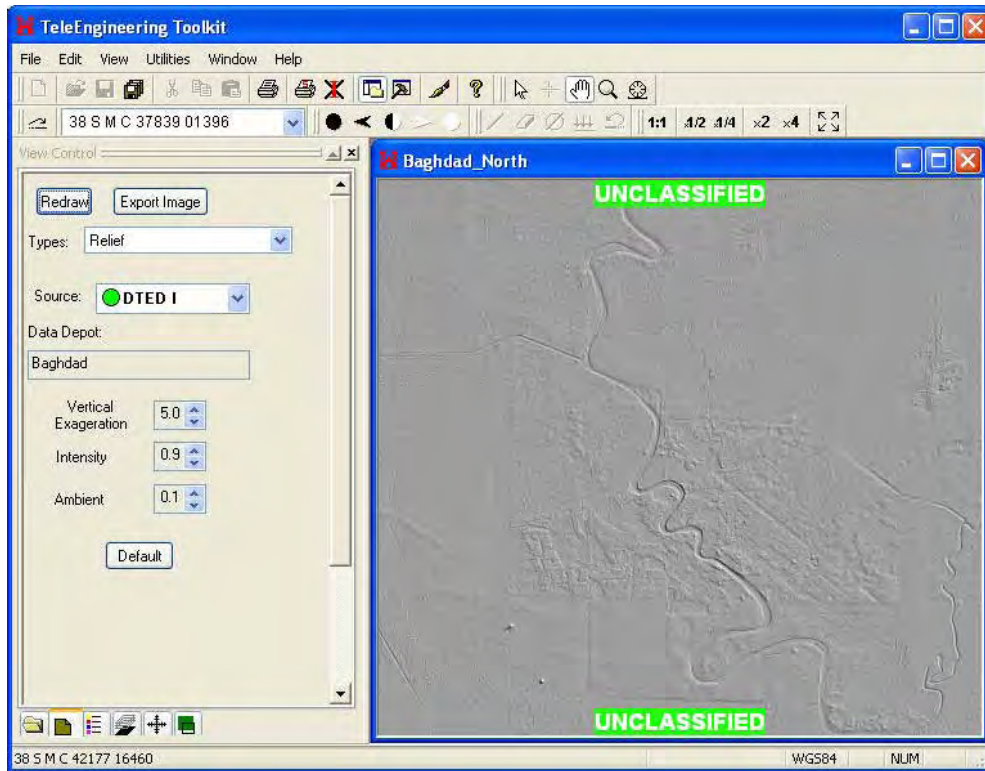 TeleEngineering Toolkit
File Edit View Utilities Window Help
38 S M C 37839 01396
1:1 1/2 1/4 ×2 ×4
View Control
Baghdad_North
Redraw Export Image
UNCLASSIFIED
Types: Relief
Source: DTED I
Data Depot:
Baghdad
Vertical
Exageration 5.0
Intensity 0.9
Ambient 0.1
Default
UNCLASSIFIED
38 S M C 42177 16460 WGS84 NUM